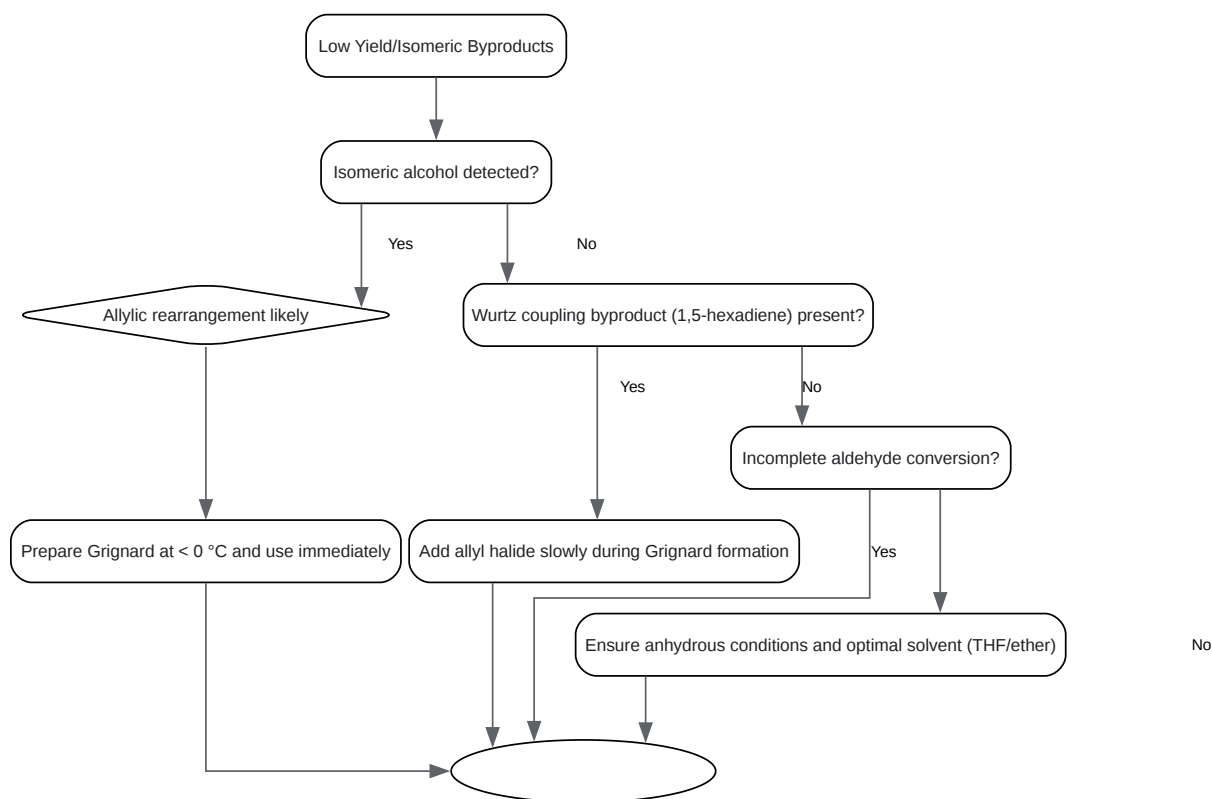 Low Yield/Isomeric Byproducts
Isomeric alcohol detected?
Yes
No
Allylic rearrangement likely
Wurtz coupling byproduct (1,5-hexadiene) present?
Yes
No
Incomplete aldehyde conversion?
Prepare Grignard at < 0 °C and use immediately
Add allyl halide slowly during Grignard formation
Yes
Ensure anhydrous conditions and optimal solvent (THF/ether)
No